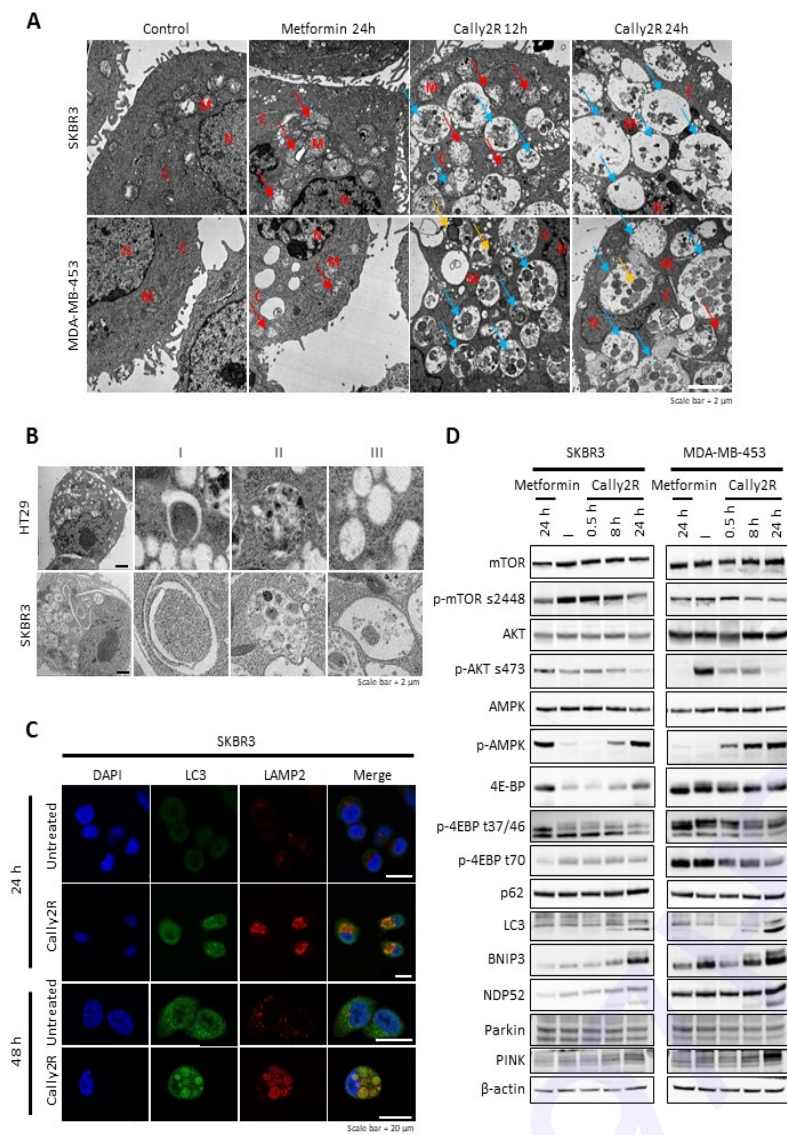 A
Control Metformin 24h Cally2R 12h Cally2R 24h
SKBR3
M
N
C
C
M
N
M
C
C
M
N
MDA-MB-453
N
C
M
N
M
C
C
N
M
M
C
N
Scale bar = 2 µm
B
I II III
HT29
SKBR3
Scale bar = 2 µm
C
SKBR3
DAPI LC3 LAMP2 Merge
24 h
Untreated
Cally2R
48 h
Untreated
Cally2R
Scale bar = 20 µm
D
SKBR3 MDA-MB-453
Metformin Cally2R Metformin Cally2R
24 h – 0.5 h 8 h 24 h 24 h – 0.5 h 8 h 24 h
mTOR
p-mTOR s2448
AKT
p-AKT s473
AMPK
p-AMPK
4E-BP
p-4EBP t37/46
p-4EBP t70
p62
LC3
BNIP3
NDP52
Parkin
PINK
β-actin